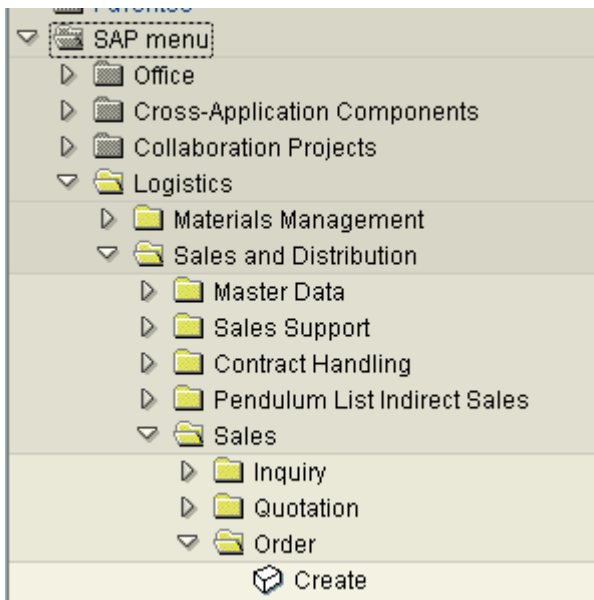 Favorites
SAP menu
Office
Cross-Application Components
Collaboration Projects
Logistics
Materials Management
Sales and Distribution
Master Data
Sales Support
Contract Handling
Pendulum List Indirect Sales
Sales
Inquiry
Quotation
Order
Create